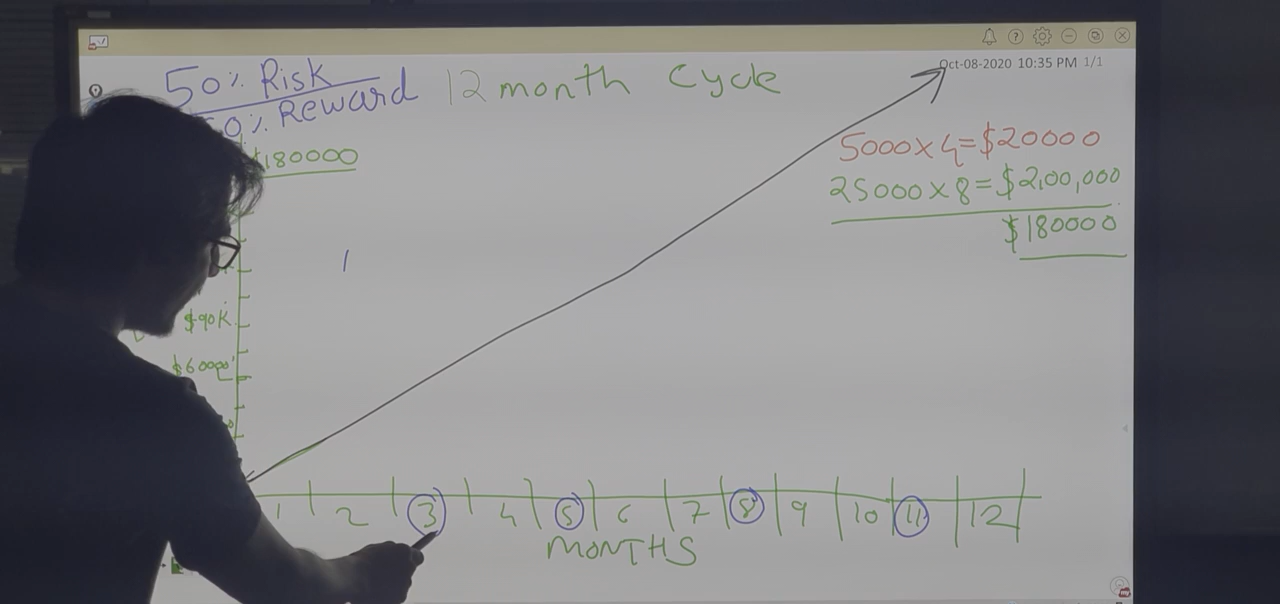 Oct-08-2020 10:35 PM 1/1
50% Risk
0% Reward
12 month Cycle
$180000
5000 x 4 = $20000
25000 x 8 = $2,00,000
$180000
$90K
$60000
1 2 3 4 5 6 7 8 9 10 11 12
MONTHS